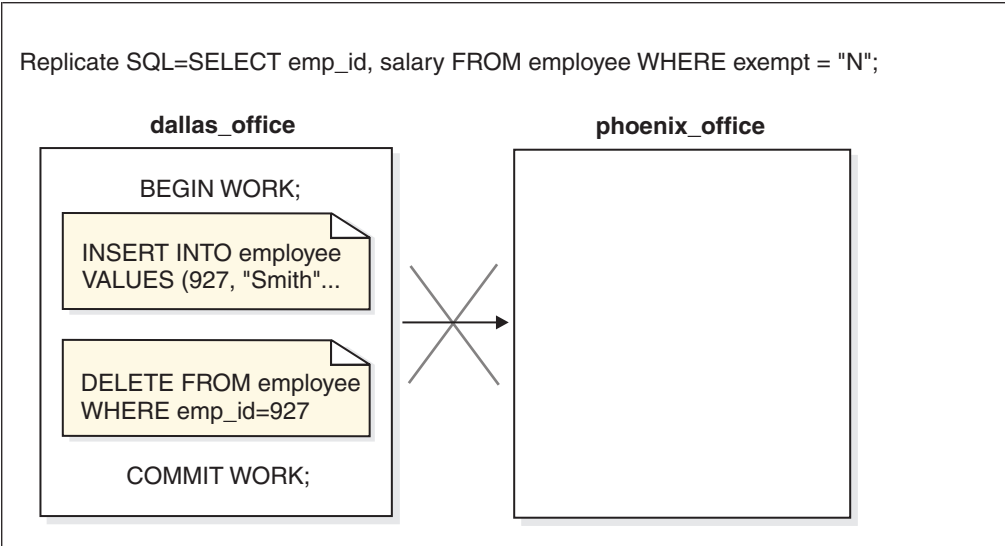 Replicate SQL=SELECT emp_id, salary FROM employee WHERE exempt = "N";
dallas_office
BEGIN WORK;
INSERT INTO employee
VALUES (927, "Smith"...
DELETE FROM employee
WHERE emp_id=927
COMMIT WORK;
phoenix_office